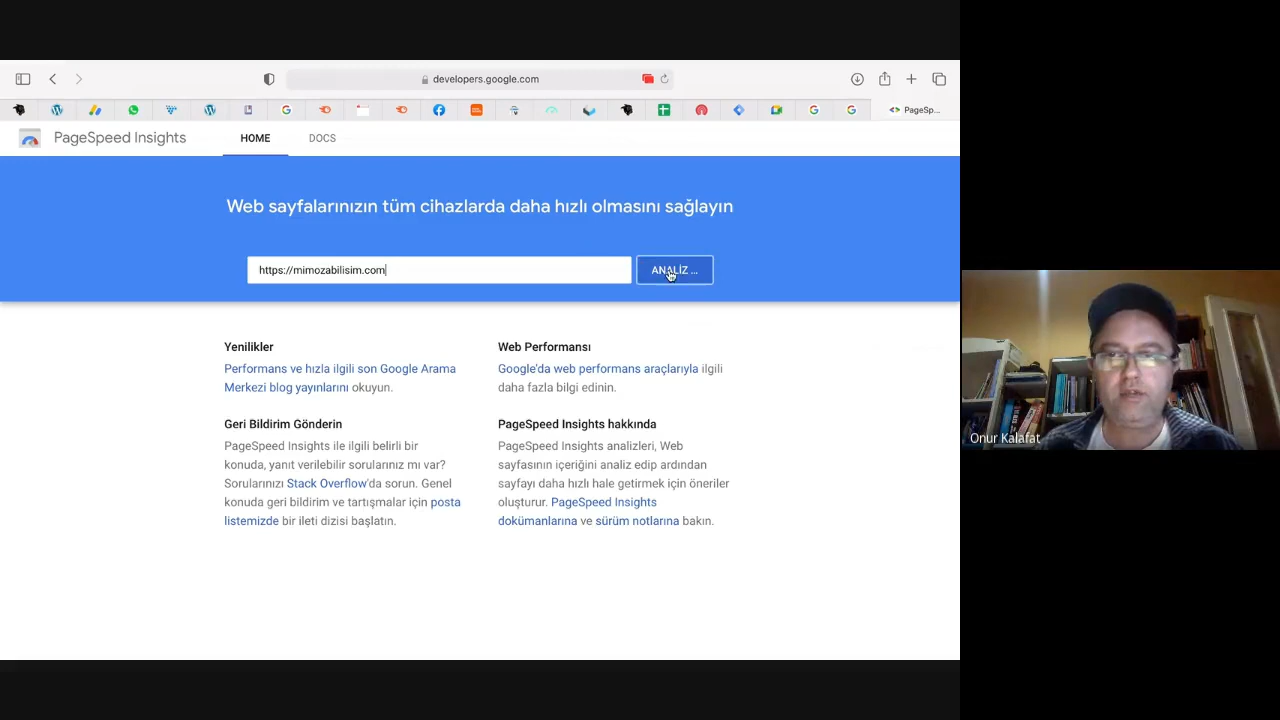 developers.google.com
PageSp...
PageSpeed Insights
HOME
DOCS
Web sayfalarınızın tüm cihazlarda daha hızlı olmasını sağlayın
https://mimozabilisim.com
ANALİZ ...
Yenilikler
Performans ve hızla ilgili son Google Arama
Merkezi blog yayınlarını okuyun.
Geri Bildirim Gönderin
PageSpeed Insights ile ilgili belirli bir
konuda, yanıt verilebilir sorularınız mı var?
Sorularınızı Stack Overflow'da sorun. Genel
konuda geri bildirim ve tartışmalar için posta
listemizde bir ileti dizisi başlatın.
Web Performansı
Google'da web performans araçlarıyla ilgili
daha fazla bilgi edinin.
PageSpeed Insights hakkında
PageSpeed Insights analizleri, Web
sayfasının içeriğini analiz edip ardından
sayfayı daha hızlı hale getirmek için öneriler
oluşturur. PageSpeed Insights
dokümanlarına ve sürüm notlarına bakın.
Onur Kalafat